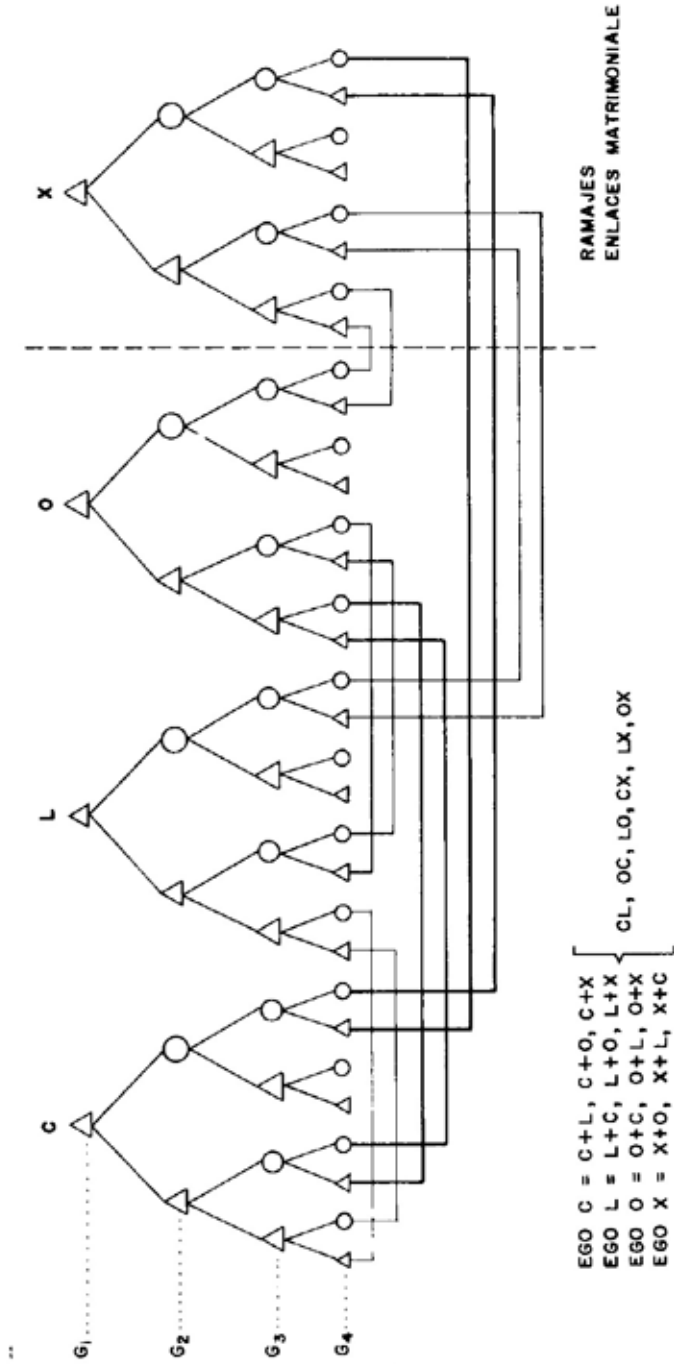 C L O X
G₁
G₂
G₃
G₄
EGO C = C+L, C+O, C+X
EGO L = L+C, L+O, L+X
EGO O = O+C, O+L, O+X
EGO X = X+O, X+L, X+C
CL, OC, LO, CX, LX, OX
RAMAJES
ENLACES MATRIMONIALE